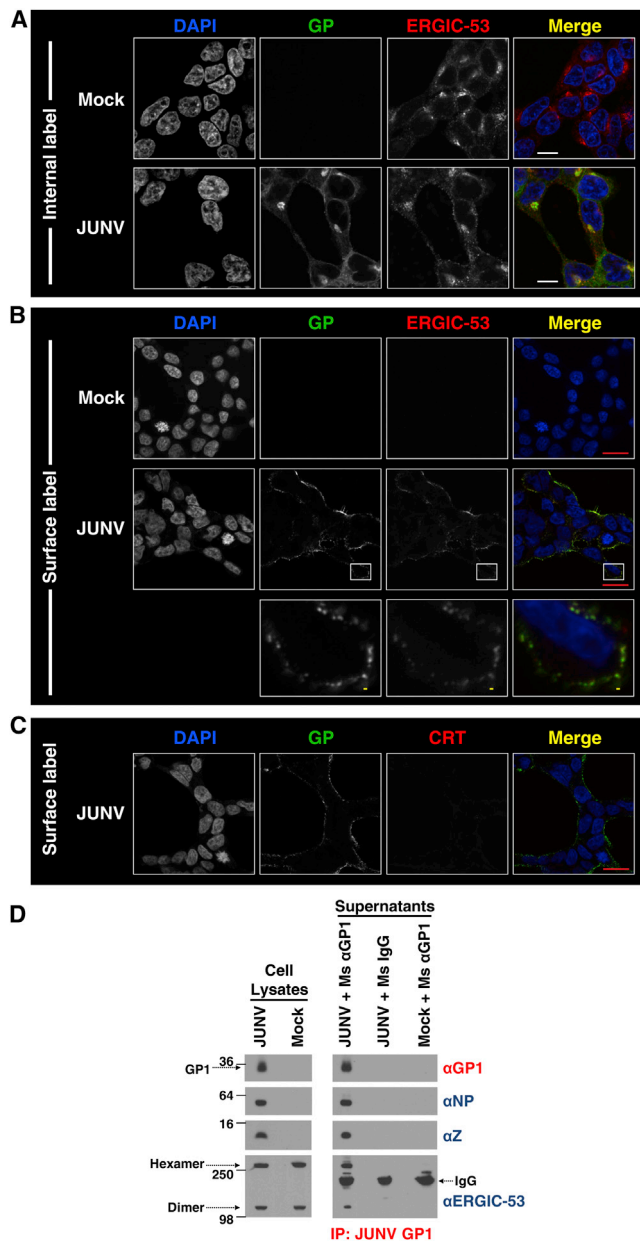 A
DAPI GP ERGIC-53 Merge
Internal label
Mock
JUNV
B
DAPI GP ERGIC-53 Merge
Surface label
Mock
JUNV
C
DAPI GP CRT Merge
Surface label
JUNV
D
Supernatants
Cell
Lysates
JUNV
Mock
JUNV + Ms αGP1
JUNV + Ms IgG
Mock + Ms αGP1
GP1 36 αGP1
64 αNP
16 αZ
Hexamer
250 IgG
αERGIC-53
Dimer
98
IP: JUNV GP1